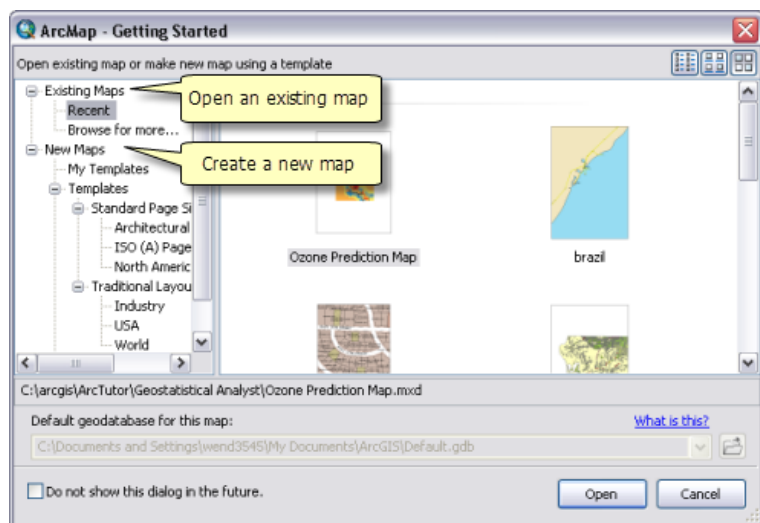 ArcMap - Getting Started
Open existing map or make new map using a template
Existing Maps
Recent
Browse for more...
New Maps
My Templates
Templates
Standard Page Si
Architectural
ISO (A) Page
North Americ
Traditional Layou
Industry
USA
World
Open an existing map
Create a new map
Ozone Prediction Map
brazil
C:\arcgis\ArcTutor\Geostatistical Analyst\Ozone Prediction Map.mxd
Default geodatabase for this map:
What is this?
C:\Documents and Settings\wend3545\My Documents\ArcGIS\Default.gdb
Do not show this dialog in the future.
Open
Cancel